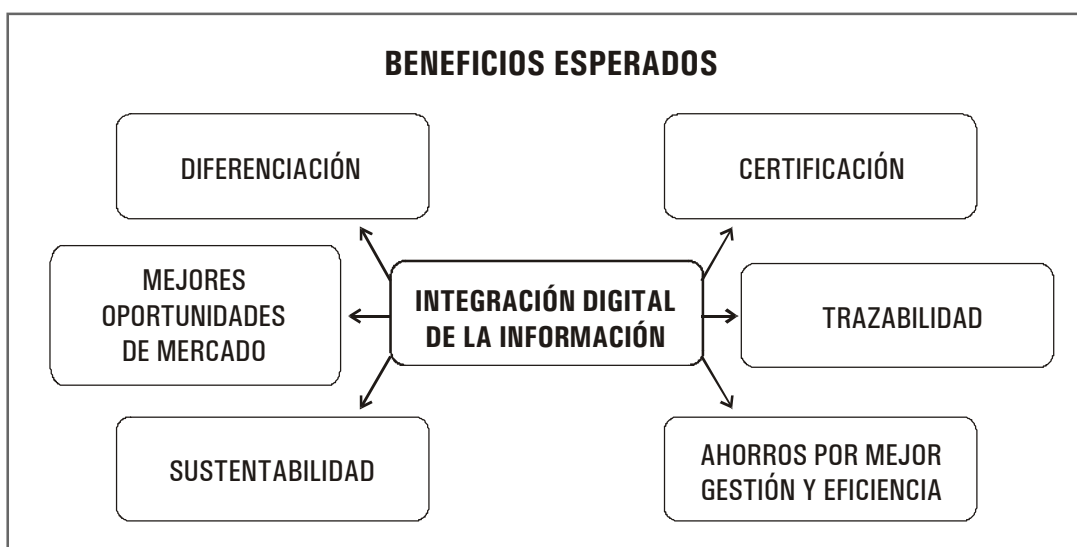 BENEFICIOS ESPERADOS
DIFERENCIACIÓN
CERTIFICACIÓN
MEJORES
OPORTUNIDADES
DE MERCADO
INTEGRACIÓN DIGITAL
DE LA INFORMACIÓN
TRAZABILIDAD
SUSTENTABILIDAD
AHORROS POR MEJOR
GESTIÓN Y EFICIENCIA